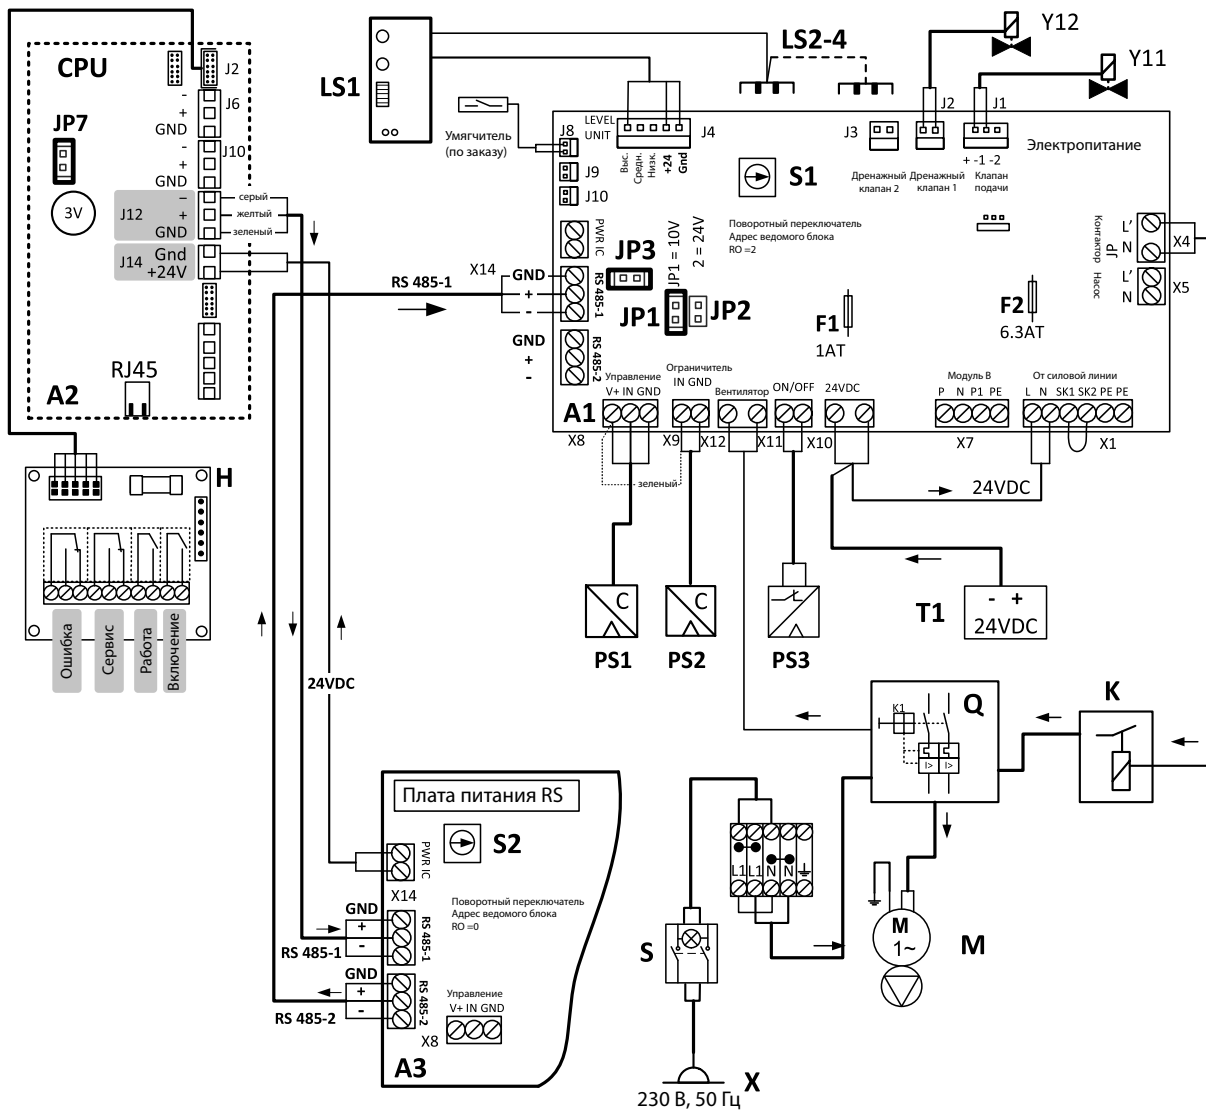 CPU
J2
-
+
GND
J6
JP7
-
+
GND
J10
3V
J12
–
+
GND
серый
желтый
зеленый
J14
Gnd
+24V
RJ45
A2
H
Ошибка
Сервис
Работа
Включение
LS1
LS2-4
Y12
Y11
Умягчитель
(по заказу)
J8
J9
J10
LEVEL
UNIT
J4
Выс.
Средн.
Низк.
+24
Gnd
S1
J3
J2
J1
+ -1 -2
Дренажный
клапан 2
Дренажный
клапан 1
Клапан
подачи
Электропитание
Поворотный переключатель
Адрес ведомого блока
RO =2
PWR IC
JP3
JP1 = 10V
2 = 24V
X14
GND
+
-
RS 485-1
RS 485-1
JP1
JP2
GND
+
-
RS 485-2
F1
1AT
F2
6.3AT
Контактор
JP
L'
N
X4
Насос
L'
N
X5
A1
Управление
V+ IN GND
X8
Ограничитель
IN GND
X9
Вентилятор
X12
ON/OFF
X11
24VDC
X10
Модуль B
P N P1 PE
X7
От силовой линии
L N SK1 SK2 PE PE
X1
зеленый
24VDC
C
PS1
C
PS2
PS3
T1
- +
24VDC
24VDC
Q
K1
I> I>
K
M
1~
M
L1 L1 N N
S
X
230 В, 50 Гц
Плата питания RS
S2
PWR IC
X14
Поворотный переключатель
Адрес ведомого блока
RO =0
GND
+
-
RS 485-1
RS 485-1
GND
+
-
RS 485-2
RS 485-2
Управление
V+ IN GND
X8
A3